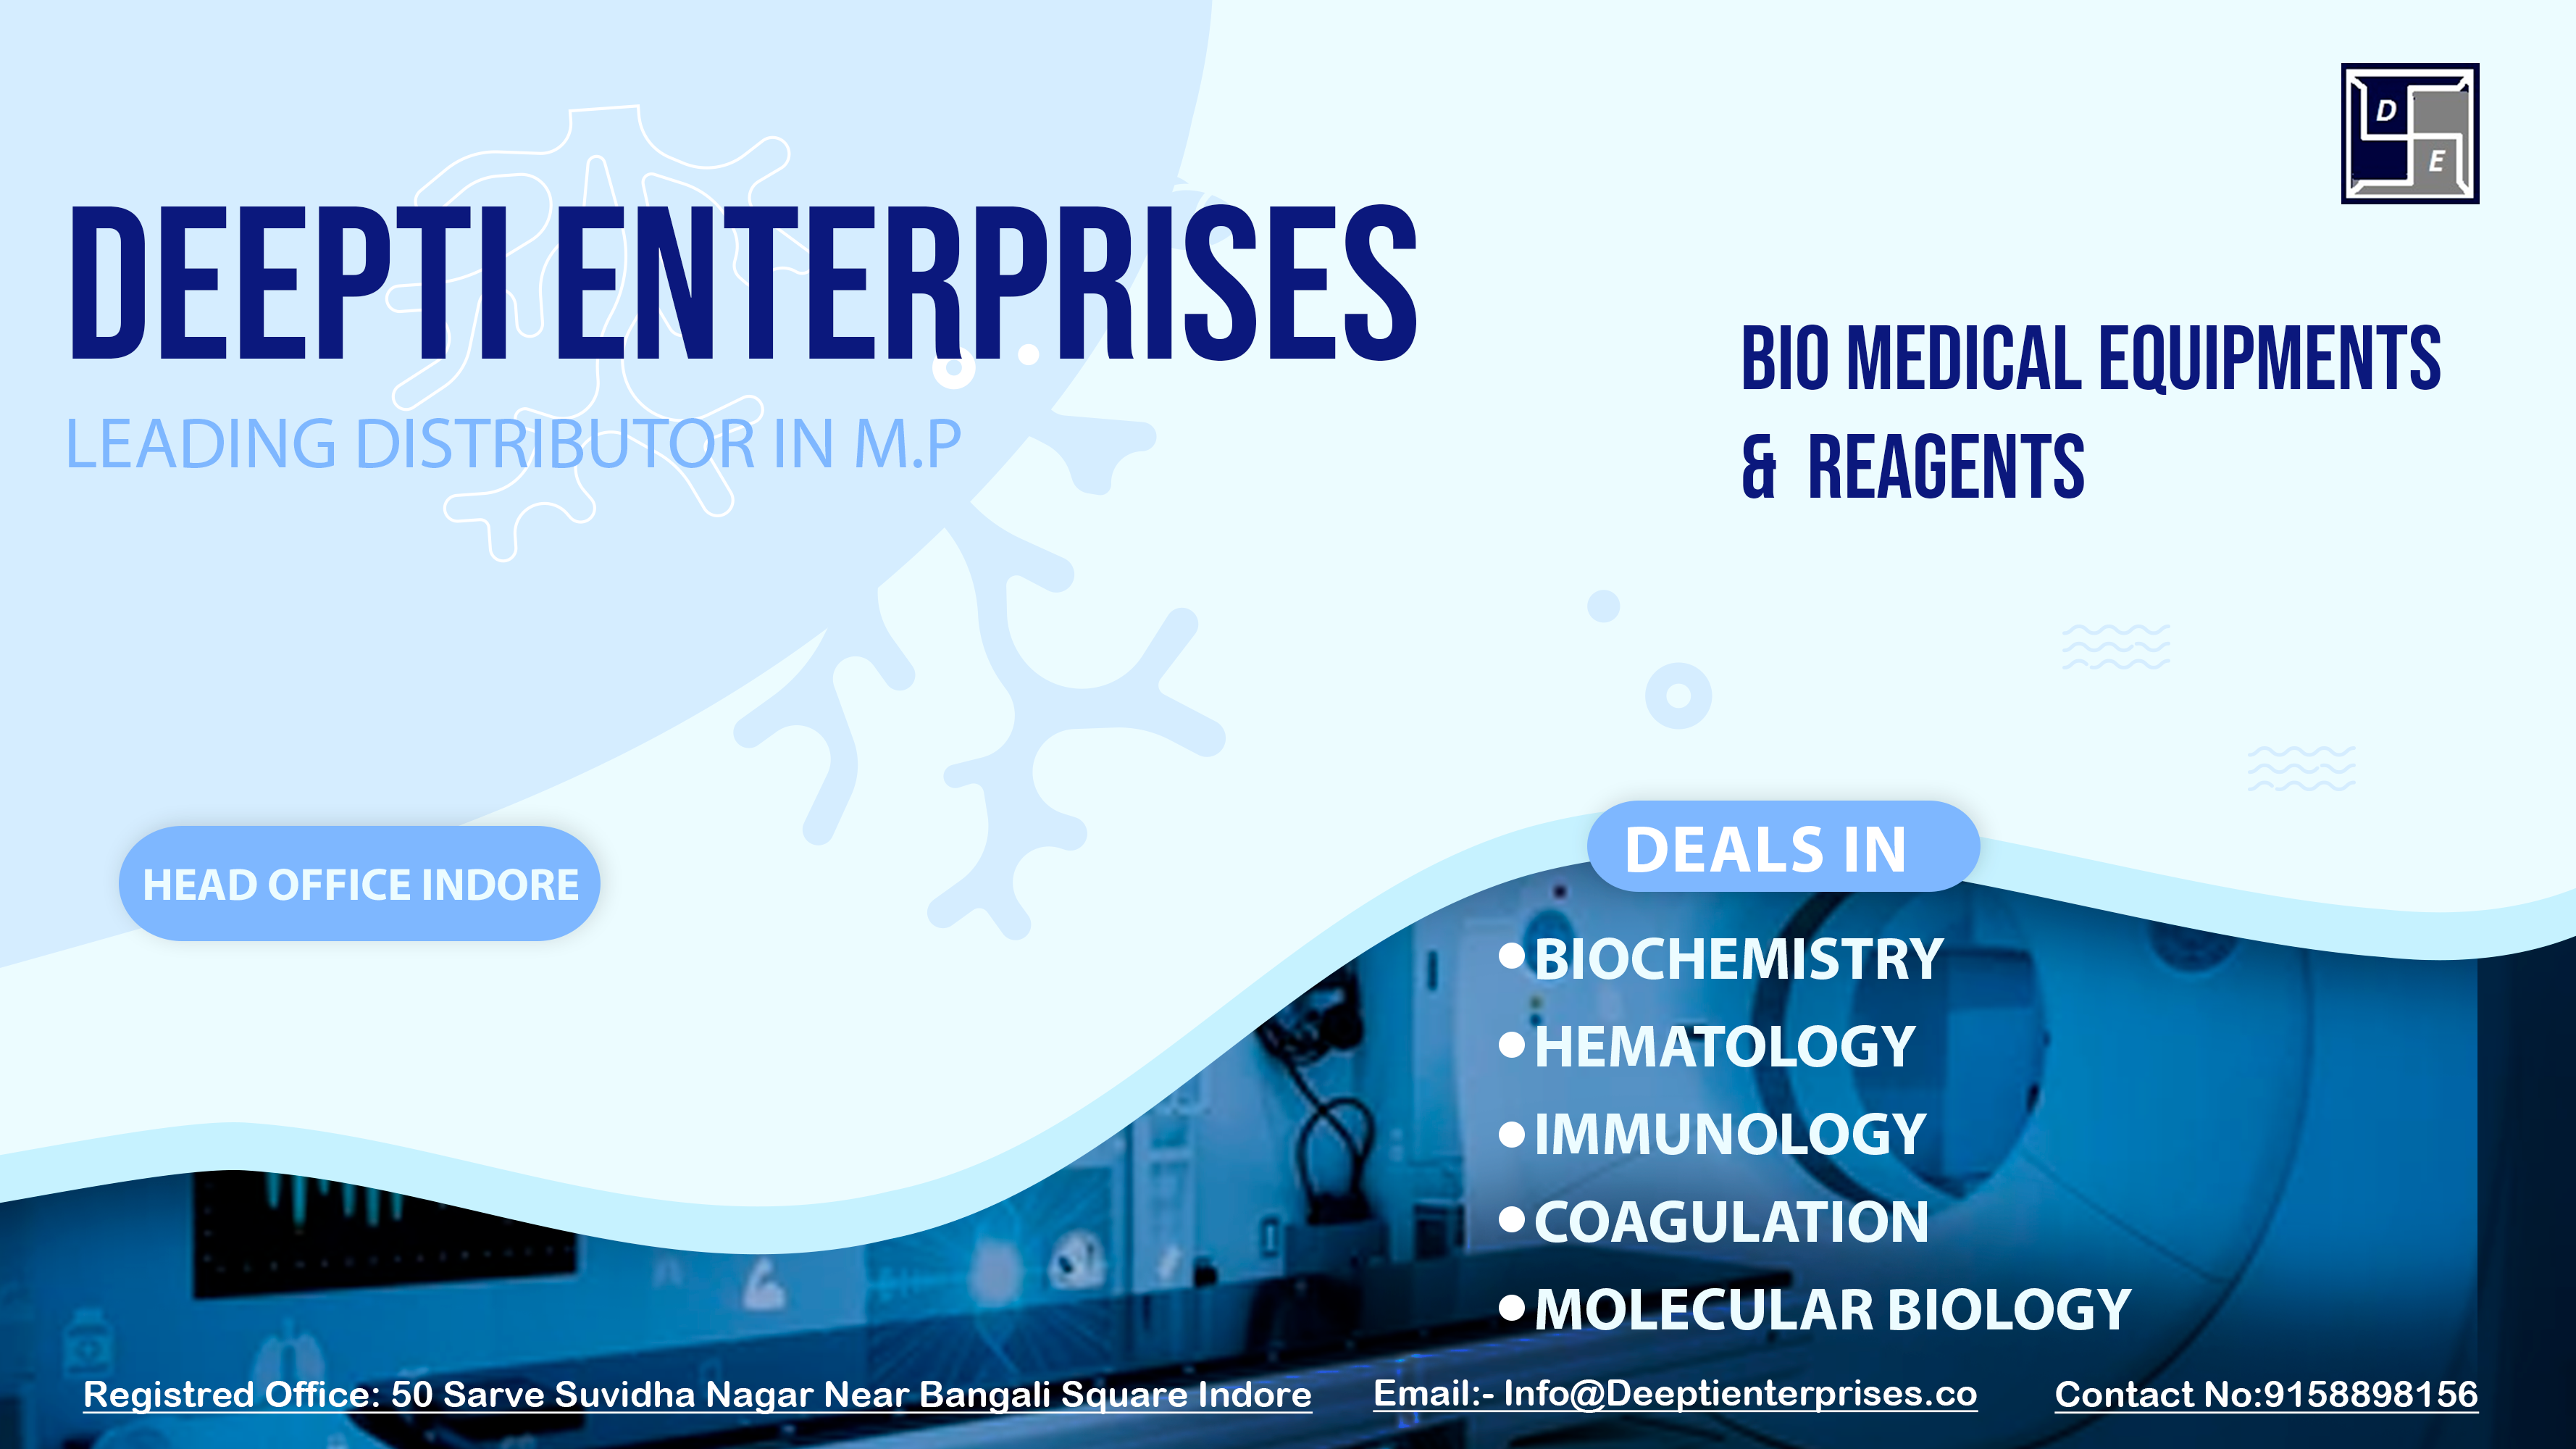 D
E
DEEPTI ENTERPRISES
LEADING DISTRIBUTOR IN M.P
BIO MEDICAL EQUIPMENTS
& REAGENTS
HEAD OFFICE INDORE
DEALS IN
•BIOCHEMISTRY
•HEMATOLOGY
•IMMUNOLOGY
•COAGULATION
•MOLECULAR BIOLOGY
Registred Office: 50 Sarve Suvidha Nagar Near Bangali Square Indore
Email:- Info@Deeptienterprises.co
Contact No:9158898156